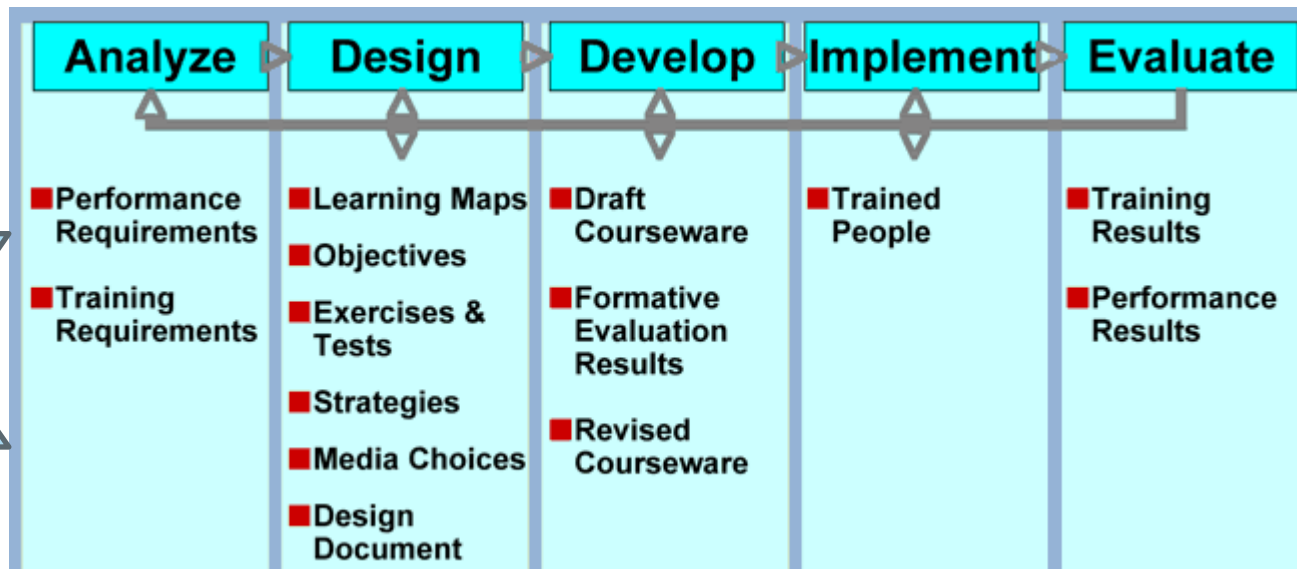 Analyze
Design
Develop
Implement
Evaluate
Performance
Requirements
Training
Requirements
Learning Maps
Objectives
Exercises &
Tests
Strategies
Media Choices
Design
Document
Draft
Courseware
Formative
Evaluation
Results
Revised
Courseware
Trained
People
Training
Results
Performance
Results